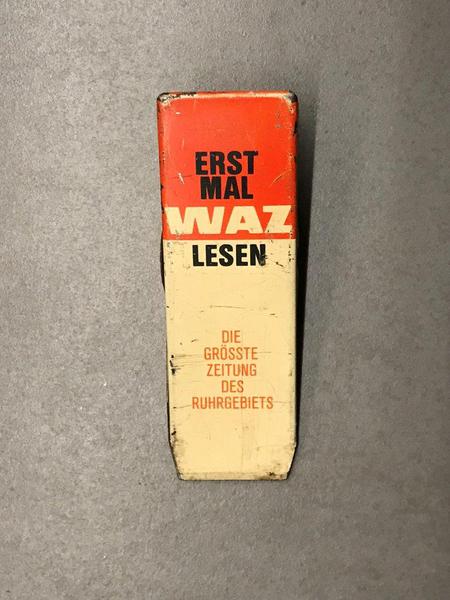 ERST
MAL
WAZ
LESEN
DIE
GRÖSSTE
ZEITUNG
DES
RUHRGEBIETS